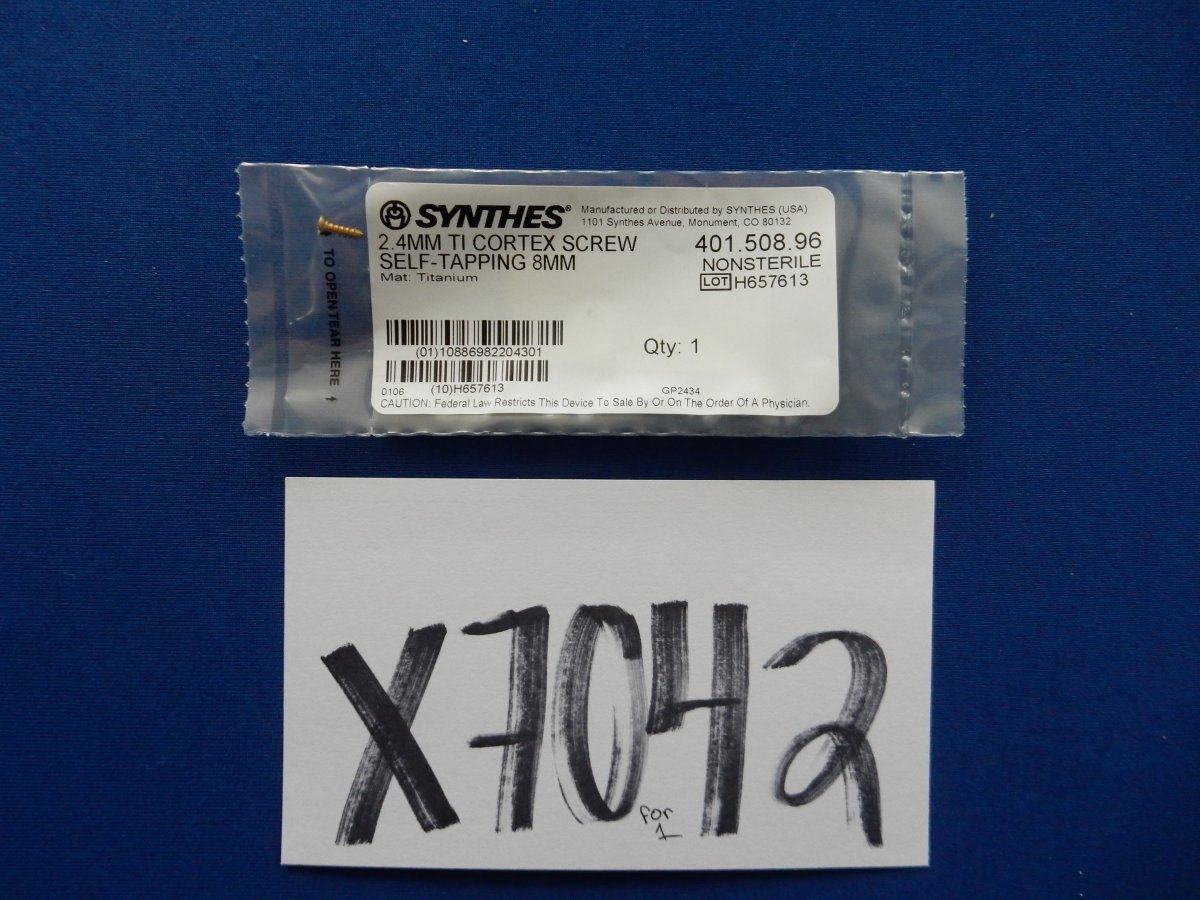 SYNTHES®
Manufactured or Distributed by SYNTHES (USA)
1101 Synthes Avenue, Monument, CO 80132
2.4MM TI CORTEX SCREW
SELF-TAPPING 8MM
Mat: Titanium
401.508.96
NONSTERILE
LOT H657613
(01)10886982204301
Qty: 1
(10)H657613
0106
GP2434
CAUTION: Federal Law Restricts This Device To Sale By Or On The Order Of A Physician.
TO OPEN TEAR HERE
X7042
for
1